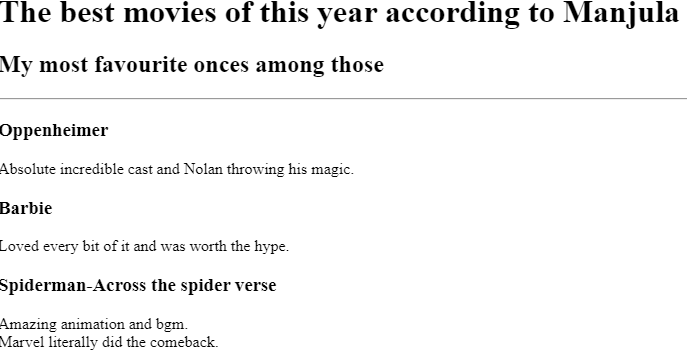 The best movies of this year according to Manjula
My most favourite onces among those
Oppenheimer
Absolute incredible cast and Nolan throwing his magic.
Barbie
Loved every bit of it and was worth the hype.
Spiderman-Across the spider verse
Amazing animation and bgm.
Marvel literally did the comeback.